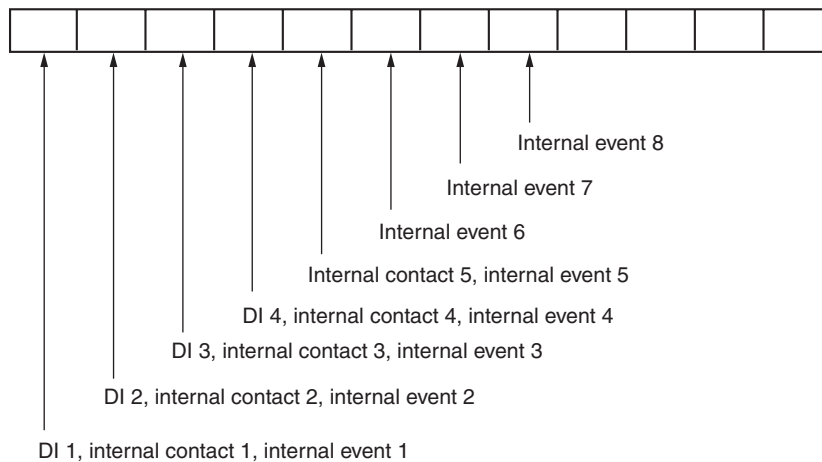 Internal event 8
Internal event 7
Internal event 6
Internal contact 5, internal event 5
DI 4, internal contact 4, internal event 4
DI 3, internal contact 3, internal event 3
DI 2, internal contact 2, internal event 2
DI 1, internal contact 1, internal event 1